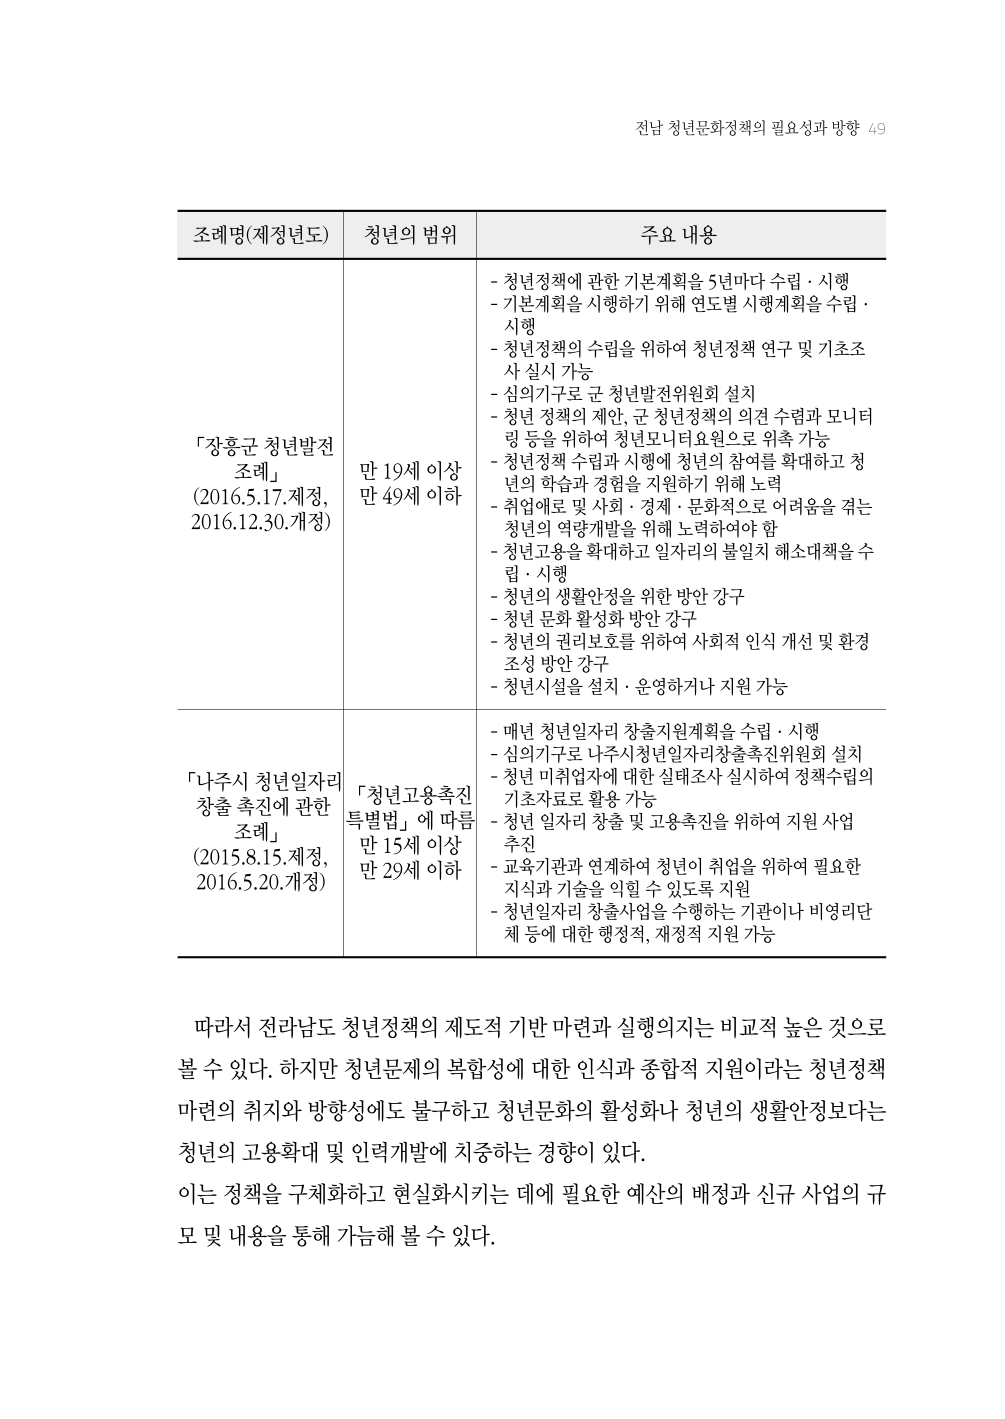 전남 청년문화정책의 필요성과 방향 49
조례명(제정년도) 청년의 범위 주요 내용
「장흥군 청년발전
조례」
(2016.5.17.제정,
2016.12.30.개정)
만 19세 이상
만 49세 이하
- 청년정책에 관한 기본계획을 5년마다 수립 · 시행
- 기본계획을 시행하기 위해 연도별 시행계획을 수립 ·
시행
- 청년정책의 수립을 위하여 청년정책 연구 및 기초조
사 실시 가능
- 심의기구로 군 청년발전위원회 설치
- 청년 정책의 제안, 군 청년정책의 의견 수렴과 모니터
링 등을 위하여 청년모니터요원으로 위촉 가능
- 청년정책 수립과 시행에 청년의 참여를 확대하고 청
년의 학습과 경험을 지원하기 위해 노력
- 취업애로 및 사회 · 경제 · 문화적으로 어려움을 겪는
청년의 역량개발을 위해 노력하여야 함
- 청년고용을 확대하고 일자리의 불일치 해소대책을 수
립 · 시행
- 청년의 생활안정을 위한 방안 강구
- 청년 문화 활성화 방안 강구
- 청년의 권리보호를 위하여 사회적 인식 개선 및 환경
조성 방안 강구
- 청년시설을 설치 · 운영하거나 지원 가능
「나주시 청년일자리
창출 촉진에 관한
조례」
(2015.8.15.제정,
2016.5.20.개정)
「청년고용촉진
특별법」에 따름
만 15세 이상
만 29세 이하
- 매년 청년일자리 창출지원계획을 수립 · 시행
- 심의기구로 나주시청년일자리창출촉진위원회 설치
- 청년 미취업자에 대한 실태조사 실시하여 정책수립의
기초자료로 활용 가능
- 청년 일자리 창출 및 고용촉진을 위하여 지원 사업
추진
- 교육기관과 연계하여 청년이 취업을 위하여 필요한
지식과 기술을 익힐 수 있도록 지원
- 청년일자리 창출사업을 수행하는 기관이나 비영리단
체 등에 대한 행정적, 재정적 지원 가능
따라서 전라남도 청년정책의 제도적 기반 마련과 실행의지는 비교적 높은 것으로
볼 수 있다. 하지만 청년문제의 복합성에 대한 인식과 종합적 지원이라는 청년정책
마련의 취지와 방향성에도 불구하고 청년문화의 활성화나 청년의 생활안정보다는
청년의 고용확대 및 인력개발에 치중하는 경향이 있다.
이는 정책을 구체화하고 현실화시키는 데에 필요한 예산의 배정과 신규 사업의 규
모 및 내용을 통해 가늠해 볼 수 있다.